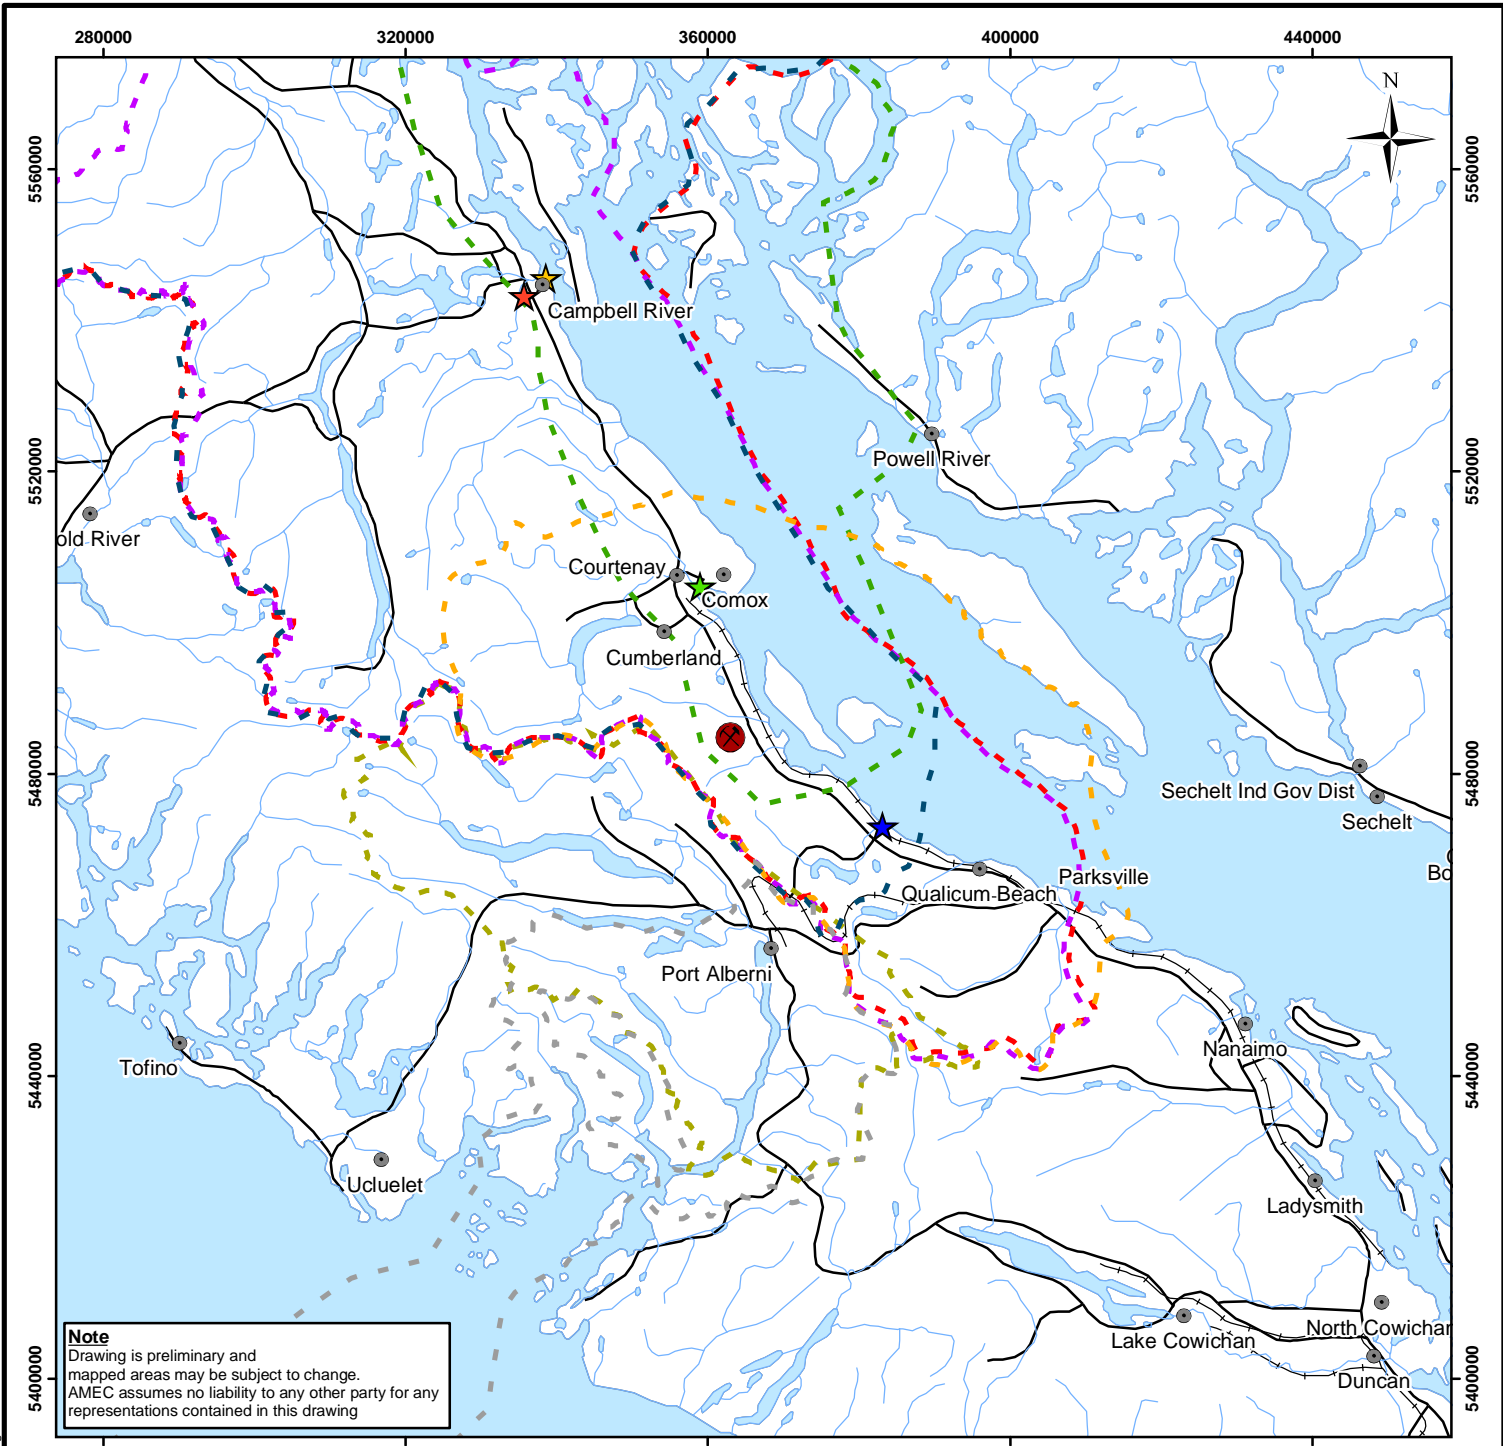 280000 320000 360000 400000 440000
N
5560000 5560000
Campbell River
Powell River
5520000 5520000
old River
Courtenay
Comox
Cumberland
5480000 5480000
Sechelt Ind Gov Dist
Sechelt
Bo
Parksville
Qualicum Beach
Port Alberni
Nanaimo
Tofino
5440000 5440000
Ucluelet
Ladysmith
North Cowichan
Lake Cowichan
Duncan
5400000 5400000
Note
Drawing is preliminary and
mapped areas may be subject to change.
AMEC assumes no liability to any other party for any
representations contained in this drawing